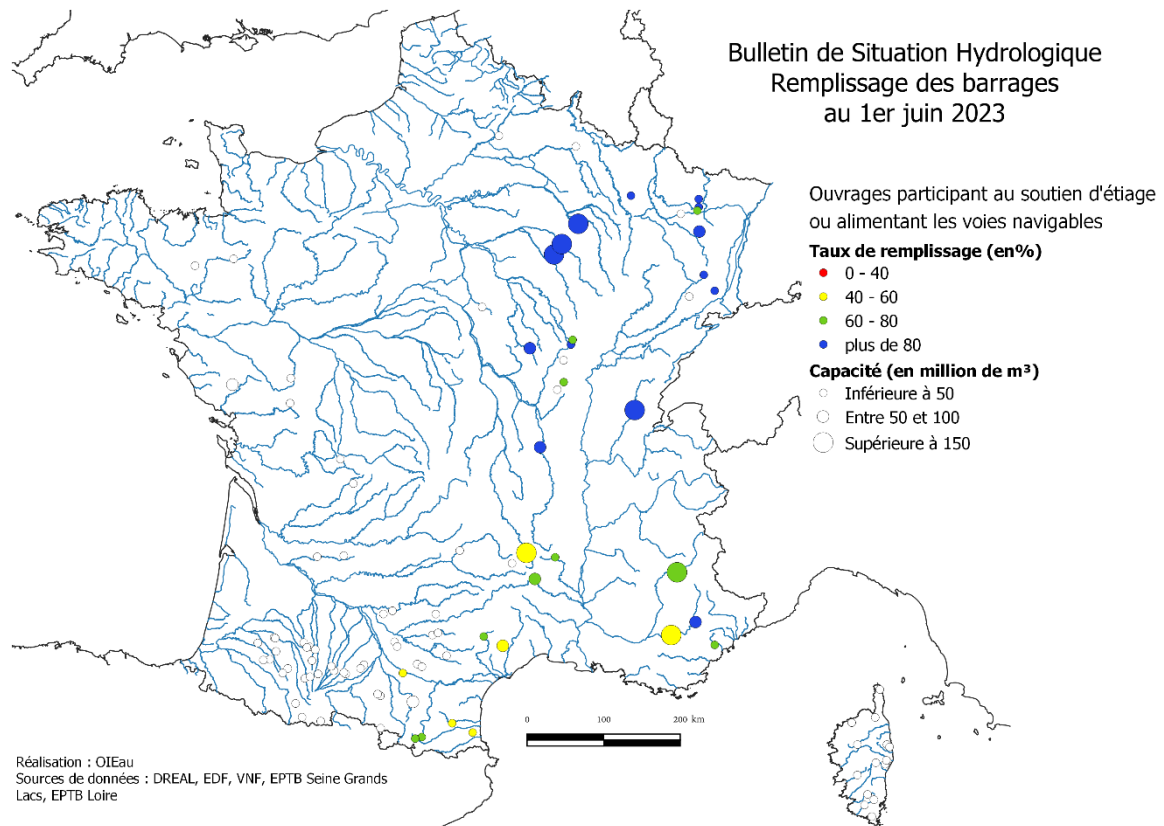 Bulletin de Situation Hydrologique
Remplissage des barrages
au 1er juin 2023
Ouvrages participant au soutien d'étiage
ou alimentant les voies navigables
Taux de remplissage (en%)
0 - 40
40 - 60
60 - 80
plus de 80
Capacité (en million de m³)
Inférieure à 50
Entre 50 et 100
Supérieure à 150
0 100 200 km
Réalisation : OIEau
Sources de données : DREAL, EDF, VNF, EPTB Seine Grands
Lacs, EPTB Loire